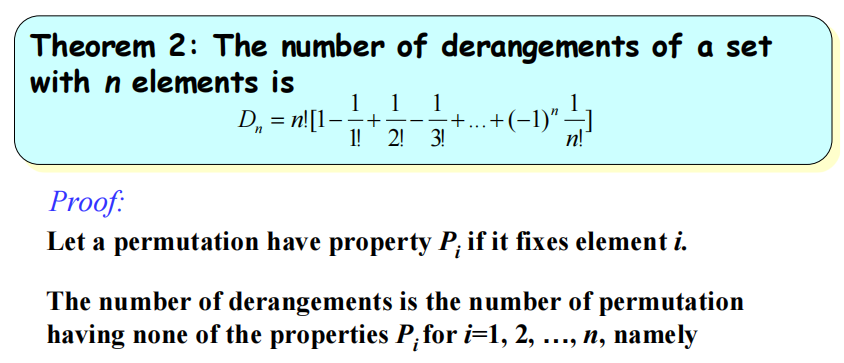 Theorem 2: The number of derangements of a set
with n elements is
D_n = n![1 - 1/1! + 1/2! - 1/3! + ... + (-1)^n 1/n!]
Proof:
Let a permutation have property P_i if it fixes element i.
The number of derangements is the number of permutation
having none of the properties P_i for i=1, 2, …, n, namely